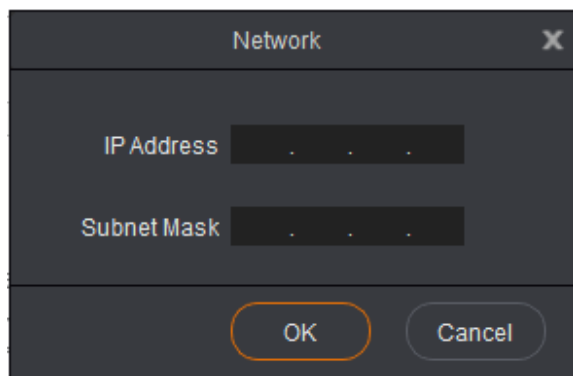 Network
IP Address . . .
Subnet Mask . . .
OK Cancel